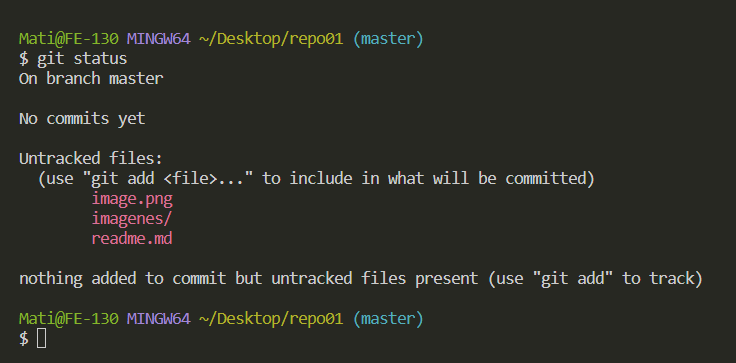 Mati@FE-130 MINGW64 ~/Desktop/repo01 (master)
$ git status
On branch master
No commits yet
Untracked files:
  (use "git add <file>..." to include in what will be committed)
        image.png
        imagenes/
        readme.md
nothing added to commit but untracked files present (use "git add" to track)
Mati@FE-130 MINGW64 ~/Desktop/repo01 (master)
$